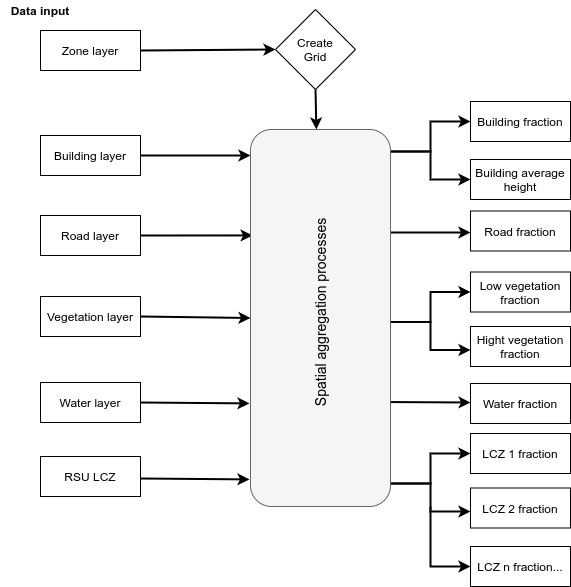 Data input
Zone layer
Create
Grid
Building layer
Road layer
Vegetation layer
Water layer
RSU LCZ
Spatial aggregation processes
Building fraction
Building average
height
Road fraction
Low vegetation
fraction
Hight vegetation
fraction
Water fraction
LCZ 1 fraction
LCZ 2 fraction
LCZ n fraction...